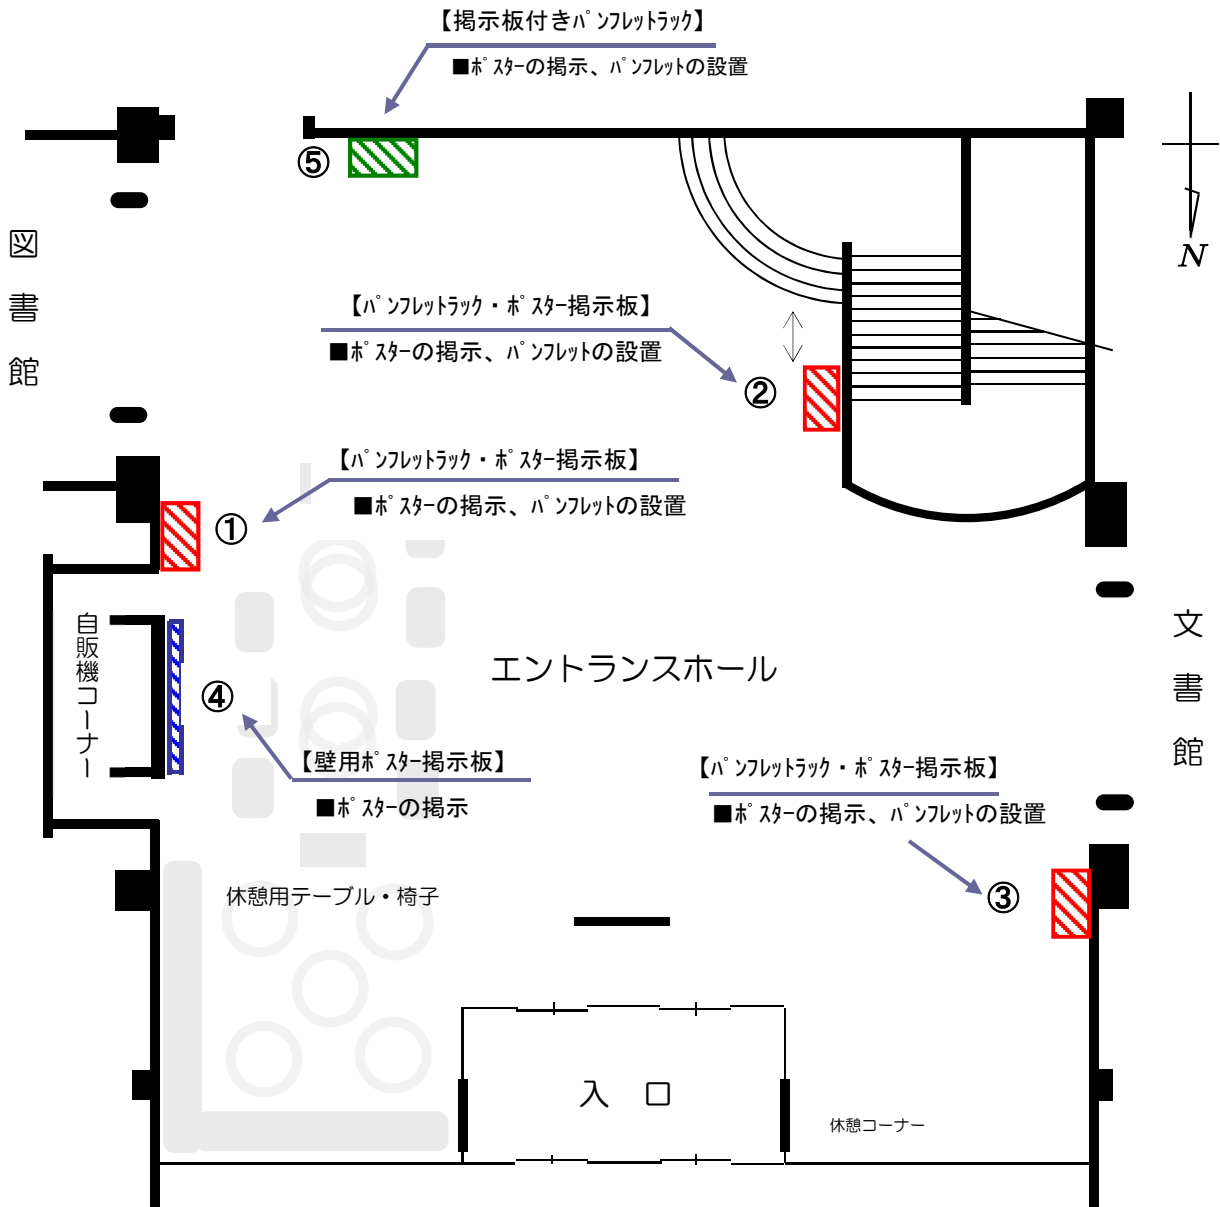 【掲示板付きﾊﾟﾝﾌﾚｯﾄﾗｯｸ】
■ﾎﾟｽﾀｰの掲示、ﾊﾟﾝﾌﾚｯﾄの設置
⑤
図書館
N
【ﾊﾟﾝﾌﾚｯﾄﾗｯｸ・ﾎﾟｽﾀｰ掲示板】
■ﾎﾟｽﾀｰの掲示、ﾊﾟﾝﾌﾚｯﾄの設置
②
【ﾊﾟﾝﾌﾚｯﾄﾗｯｸ・ﾎﾟｽﾀｰ掲示板】
■ﾎﾟｽﾀｰの掲示、ﾊﾟﾝﾌﾚｯﾄの設置
①
自販機コーナー
文書館
エントランスホール
④
【壁用ﾎﾟｽﾀｰ掲示板】
■ﾎﾟｽﾀｰの掲示
【ﾊﾟﾝﾌﾚｯﾄﾗｯｸ・ﾎﾟｽﾀｰ掲示板】
■ﾎﾟｽﾀｰの掲示、ﾊﾟﾝﾌﾚｯﾄの設置
③
休憩用テーブル・椅子
入　口
休憩コーナー